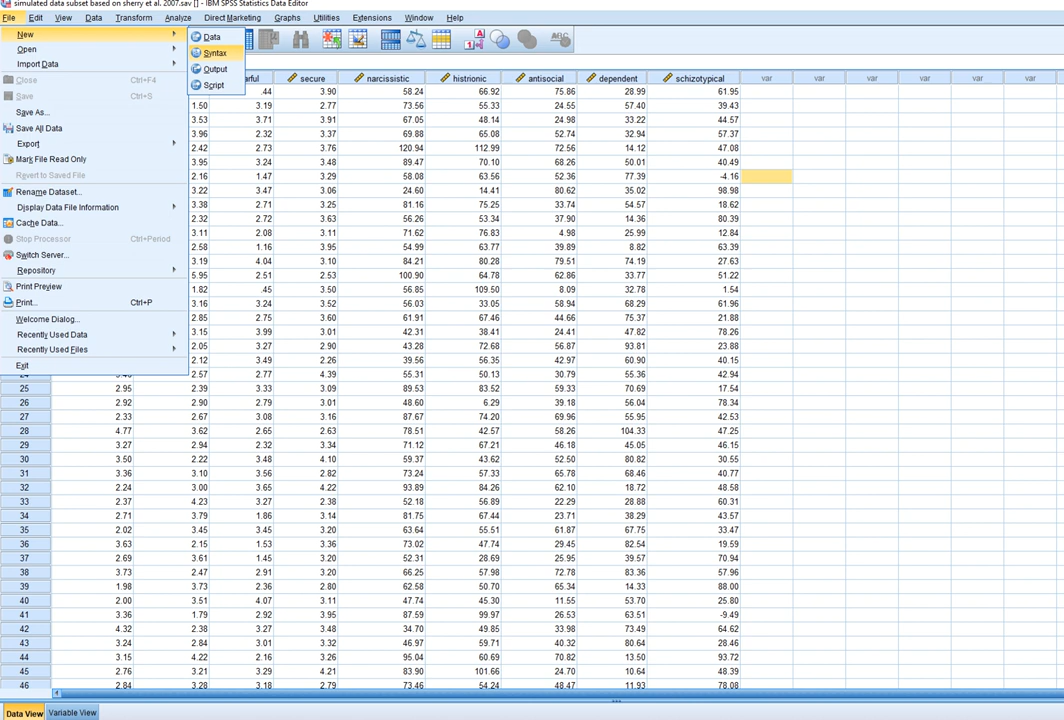 simulated data subset based on sherry et al. 2007.sav [] - IBM SPSS Statistics Data Editor
File Edit View Data Transform Analyze Direct Marketing Graphs Utilities Extensions Window Help
New
Open
Import Data
Close Ctrl+F4
Save Ctrl+S
Save As...
Save All Data
Export
Mark File Read Only
Revert to Saved File
Rename Dataset...
Display Data File Information
Cache Data...
Stop Processor Ctrl+Period
Switch Server...
Repository
Print Preview
Print... Ctrl+P
Welcome Dialog...
Recently Used Data
Recently Used Files
Exit
Data
Syntax
Output
Script
secure narcissistic histrionic antisocial dependent schizotypical var var var var var var
.44 3.90 58.24 66.92 75.86 28.99 61.95
1.50 3.19 2.77 73.56 55.33 24.55 57.40 39.43
3.53 3.71 3.91 67.05 48.14 24.98 33.22 44.57
3.96 2.32 3.37 69.88 65.08 52.74 32.94 57.37
2.42 2.73 3.76 120.94 112.99 72.56 14.12 47.08
3.95 3.24 3.48 89.47 70.10 68.26 50.01 40.49
2.16 1.47 3.29 58.08 63.56 52.36 77.39 -4.16
3.22 3.47 3.06 24.60 14.41 80.62 35.02 98.98
3.38 2.71 3.25 81.16 75.25 33.74 54.57 18.62
2.32 2.72 3.63 56.26 53.34 37.90 14.36 80.39
3.11 2.08 3.11 71.62 76.83 4.98 25.99 12.84
2.58 1.16 3.95 54.99 63.77 39.89 8.82 63.39
3.19 4.04 3.10 84.21 80.28 79.51 74.19 27.63
5.95 2.51 2.53 100.90 64.78 62.86 33.77 51.22
1.82 .45 3.50 56.85 109.50 8.09 32.78 1.54
3.16 3.24 3.52 56.03 33.05 58.94 68.29 61.96
2.85 2.75 3.60 61.91 67.46 44.66 75.37 21.88
3.15 3.99 3.01 42.31 38.41 24.41 47.82 78.26
2.05 3.27 2.90 43.28 72.68 56.87 93.81 23.88
2.12 3.49 2.26 39.56 56.35 42.97 60.90 40.15
2.57 2.77 4.39 55.31 50.13 30.79 55.36 42.94
25 2.95 2.39 3.33 3.09 89.53 83.52 59.33 70.69 17.54
26 2.92 2.90 2.79 3.01 48.60 6.29 39.18 56.04 78.34
27 2.33 2.67 3.08 3.16 87.67 74.20 69.96 55.95 42.53
28 4.77 3.62 2.65 2.63 78.51 42.57 58.26 104.33 47.25
29 3.27 2.94 2.32 3.34 71.12 67.21 46.18 45.05 46.15
30 3.50 2.22 3.48 4.10 59.37 43.62 52.50 80.82 30.55
31 3.36 3.10 3.56 2.82 73.24 57.33 65.78 68.46 40.77
32 2.24 3.00 3.65 4.22 93.89 84.26 62.10 18.72 48.58
33 2.37 4.23 3.27 2.38 52.18 56.89 22.29 28.88 60.31
34 2.71 3.79 1.86 3.14 81.75 67.44 23.71 38.29 43.57
35 2.02 3.45 3.45 3.20 63.64 55.51 61.87 67.75 33.47
36 3.63 2.15 1.53 3.36 73.02 47.74 29.45 82.54 19.59
37 2.69 3.61 1.45 3.20 52.31 28.69 25.95 39.57 70.94
38 3.73 2.47 2.91 3.20 66.25 57.98 72.78 83.36 57.96
39 1.98 3.73 2.36 2.80 62.58 50.70 65.34 14.33 88.00
40 2.00 3.51 4.07 3.11 47.74 45.30 11.55 53.70 25.80
41 3.36 1.79 2.92 3.95 87.59 99.97 26.53 63.51 -9.49
42 4.32 2.38 3.27 3.48 34.70 49.85 33.98 73.49 64.62
43 3.24 2.84 3.01 3.32 46.97 59.71 40.32 80.64 28.46
44 3.15 4.22 2.16 3.26 95.04 60.69 70.82 13.50 93.72
45 2.76 3.21 3.29 4.21 83.90 101.66 24.70 10.64 48.39
46 2.84 3.28 3.18 2.79 73.46 54.24 48.47 11.93 78.08
Data View Variable View